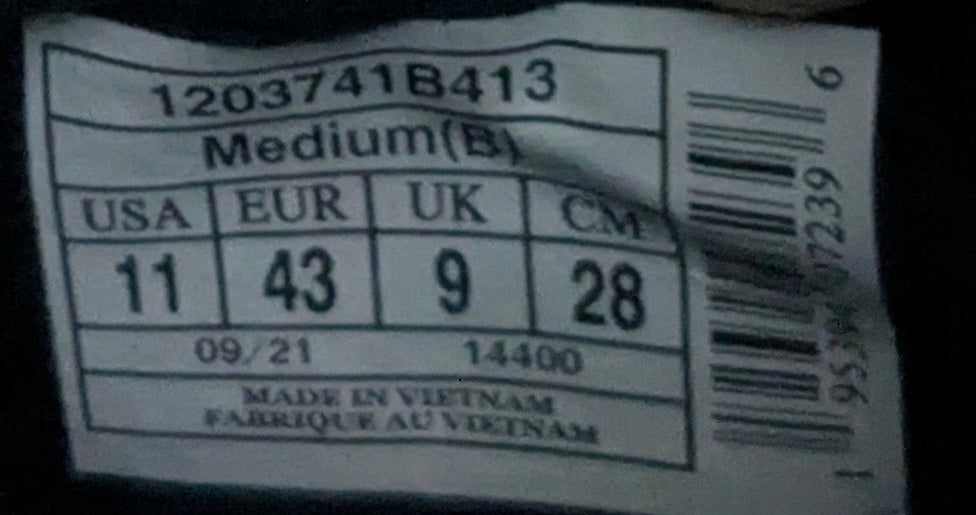 1203741B413
Medium(B)
USA EUR UK CM
11 43 9 28
09/21 14400
MADE IN VIETNAM
FABRIQUE AU VIETNAM
6